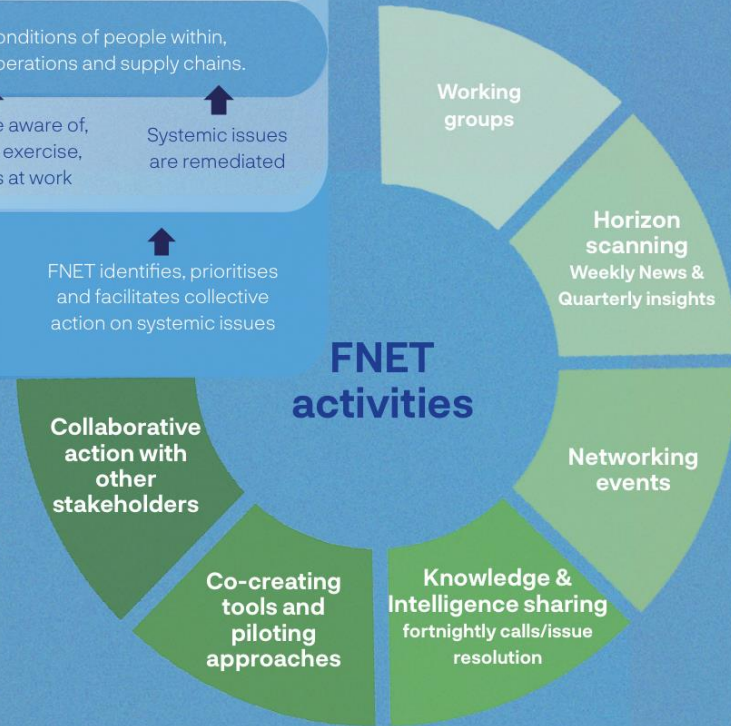 onditions of people within,
perations and supply chains.
e aware of,
exercise,
s at work
Systemic issues
are remediated
FNET identifies, prioritises
and facilitates collective
action on systemic issues
FNET
activities
Working
groups
Horizon
scanning
Weekly News &
Quarterly insights
Networking
events
Knowledge &
Intelligence sharing
fortnightly calls/issue
resolution
Co-creating
tools and
piloting
approaches
Collaborative
action with
other
stakeholders